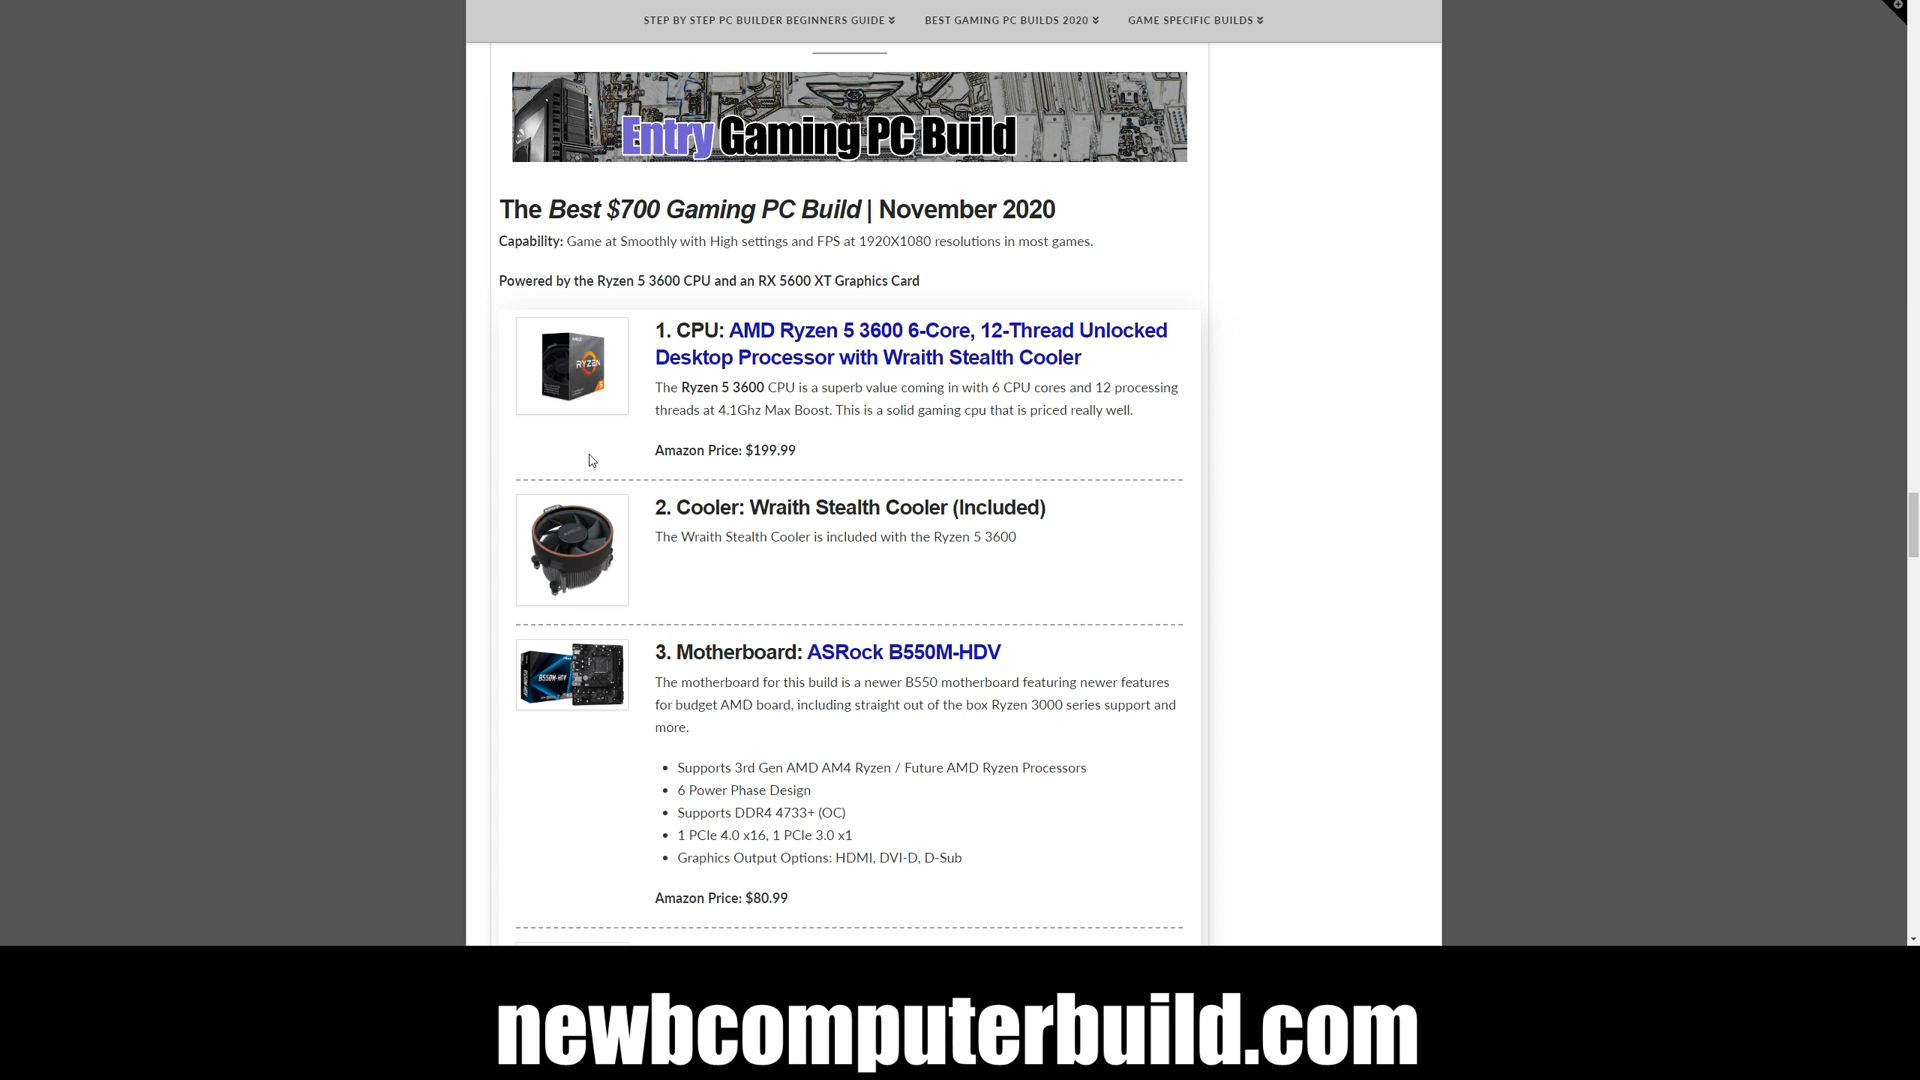 STEP BY STEP PC BUILDER BEGINNERS GUIDE
BEST GAMING PC BUILDS 2020
GAME SPECIFIC BUILDS
Entry Gaming PC Build
The Best $700 Gaming PC Build | November 2020
Capability: Game at Smoothly with High settings and FPS at 1920X1080 resolutions in most games.
Powered by the Ryzen 5 3600 CPU and an RX 5600 XT Graphics Card
RYZEN
1. CPU: AMD Ryzen 5 3600 6-Core, 12-Thread Unlocked
Desktop Processor with Wraith Stealth Cooler
The Ryzen 5 3600 CPU is a superb value coming in with 6 CPU cores and 12 processing
threads at 4.1Ghz Max Boost. This is a solid gaming cpu that is priced really well.
Amazon Price: $199.99
2. Cooler: Wraith Stealth Cooler (Included)
The Wraith Stealth Cooler is included with the Ryzen 5 3600
B550M-HDV
3. Motherboard: ASRock B550M-HDV
The motherboard for this build is a newer B550 motherboard featuring newer features
for budget AMD board, including straight out of the box Ryzen 3000 series support and
more.
• Supports 3rd Gen AMD AM4 Ryzen / Future AMD Ryzen Processors
• 6 Power Phase Design
• Supports DDR4 4733+ (OC)
• 1 PCIe 4.0 x16, 1 PCIe 3.0 x1
• Graphics Output Options: HDMI, DVI-D, D-Sub
Amazon Price: $80.99
newbcomputerbuild.com